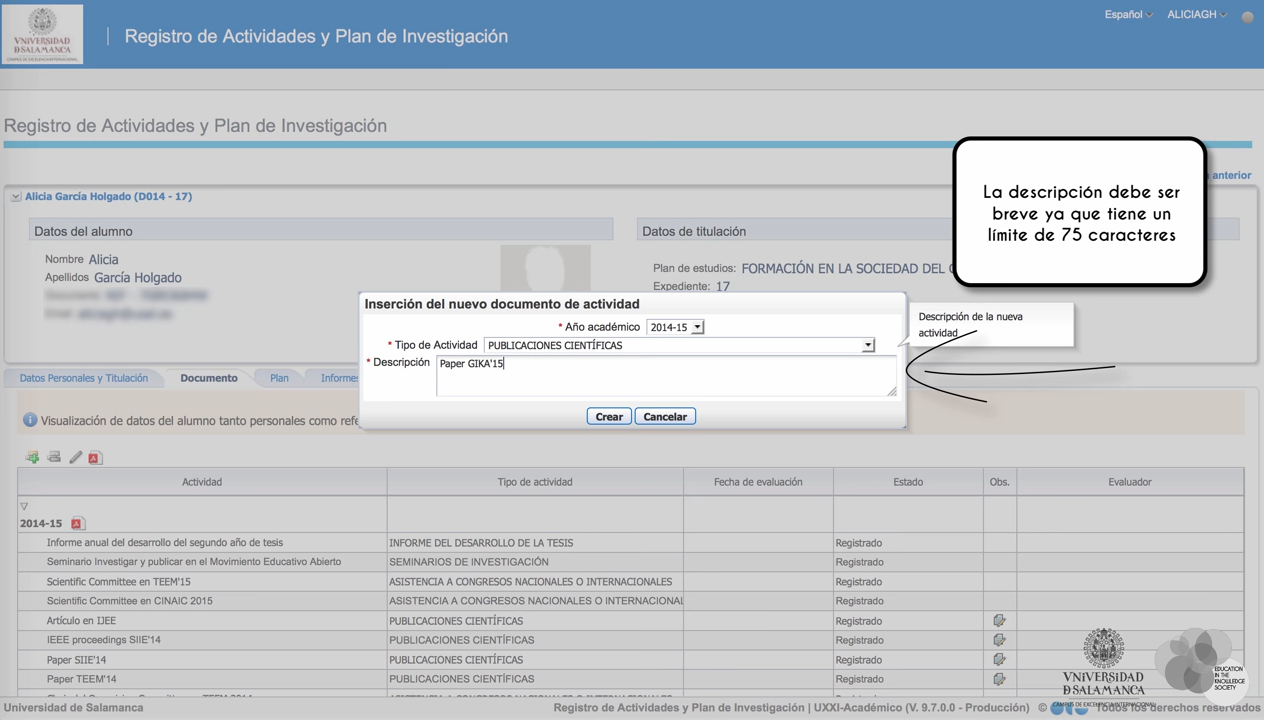 VNIVERSIDAD
D SALAMANCA
CAMPUS DE EXCELENCIA INTERNACIONAL
Registro de Actividades y Plan de Investigación
Español
ALICIAGH
Registro de Actividades y Plan de Investigación
anterior
La descripción debe ser
breve ya que tiene un
límite de 75 caracteres
Alicia García Holgado (D014 - 17)
Datos del alumno
Datos de titulación
Nombre Alicia
Apellidos García Holgado
Plan de estudios: FORMACIÓN EN LA SOCIEDAD DEL
Expediente: 17
Inserción del nuevo documento de actividad
* Año académico 2014-15
* Tipo de Actividad PUBLICACIONES CIENTÍFICAS
* Descripción Paper GIKA'15
Crear Cancelar
Descripción de la nueva
actividad
Datos Personales y Titulación Documento Plan Informes
Visualización de datos del alumno tanto personales como refe
Actividad Tipo de actividad Fecha de evaluación Estado Obs. Evaluador
2014-15
Informe anual del desarrollo del segundo año de tesis INFORME DEL DESARROLLO DE LA TESIS Registrado
Seminario Investigar y publicar en el Movimiento Educativo Abierto SEMINARIOS DE INVESTIGACIÓN Registrado
Scientific Committee en TEEM'15 ASISTENCIA A CONGRESOS NACIONALES O INTERNACIONALES Registrado
Scientific Committee en CINAIC 2015 ASISTENCIA A CONGRESOS NACIONALES O INTERNACIONAL Registrado
Artículo en IJEE PUBLICACIONES CIENTÍFICAS Registrado
IEEE proceedings SIIE'14 PUBLICACIONES CIENTÍFICAS Registrado
Paper SIIE'14 PUBLICACIONES CIENTÍFICAS Registrado
Paper TEEM'14 PUBLICACIONES CIENTÍFICAS Registrado
VNIVERSIDAD
D SALAMANCA
CAMPUS DE EXCELENCIA INTERNACIONAL
EDUCATION
IN THE
KNOWLEDGE
SOCIETY
Universidad de Salamanca
Registro de Actividades y Plan de Investigación | UXXI-Académico (V. 9.7.0.0 - Producción) © Todos los derechos reservados